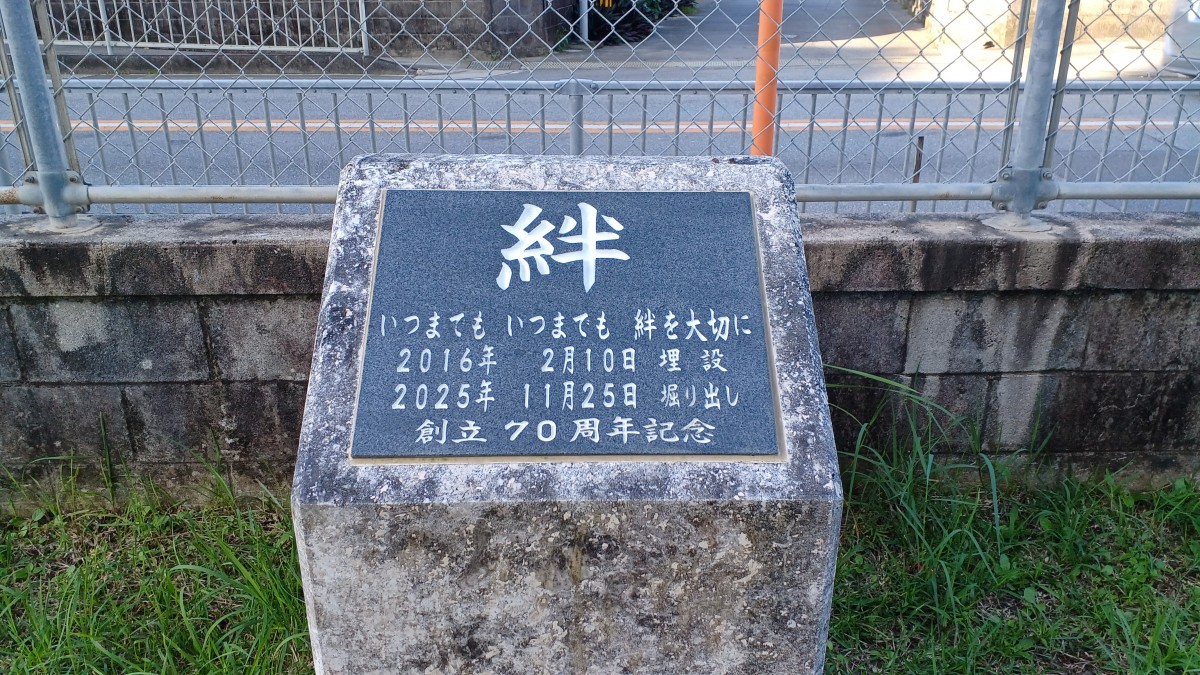 絆
いつまでも いつまでも 絆を大切に
2016年 2月10日 埋設
2025年 11月25日 堀り出し
創立70周年記念